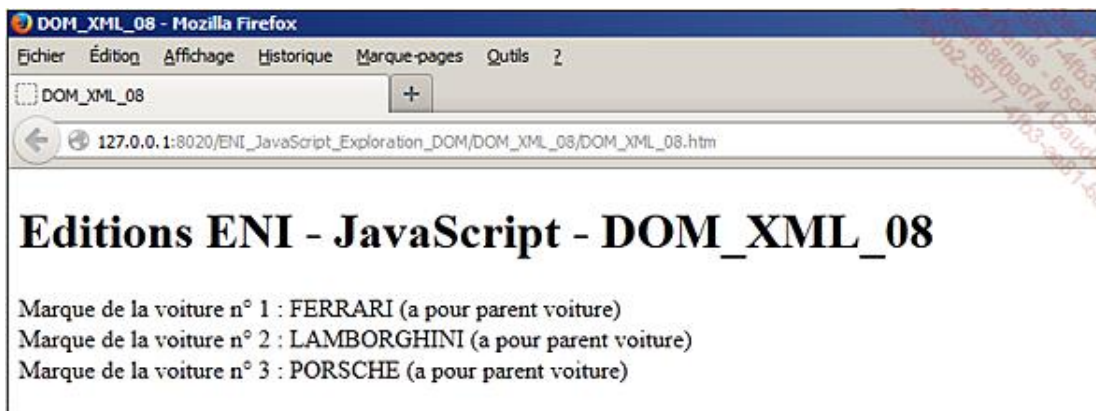 DOM_XML_08 - Mozilla Firefox
Fichier Édition Affichage Historique Marque-pages Outils ?
DOM_XML_08 +
127.0.0.1:8020/ENI_JavaScript_Exploration_DOM/DOM_XML_08/DOM_XML_08.htm
Editions ENI - JavaScript - DOM_XML_08
Marque de la voiture n° 1 : FERRARI (a pour parent voiture)
Marque de la voiture n° 2 : LAMBORGHINI (a pour parent voiture)
Marque de la voiture n° 3 : PORSCHE (a pour parent voiture)